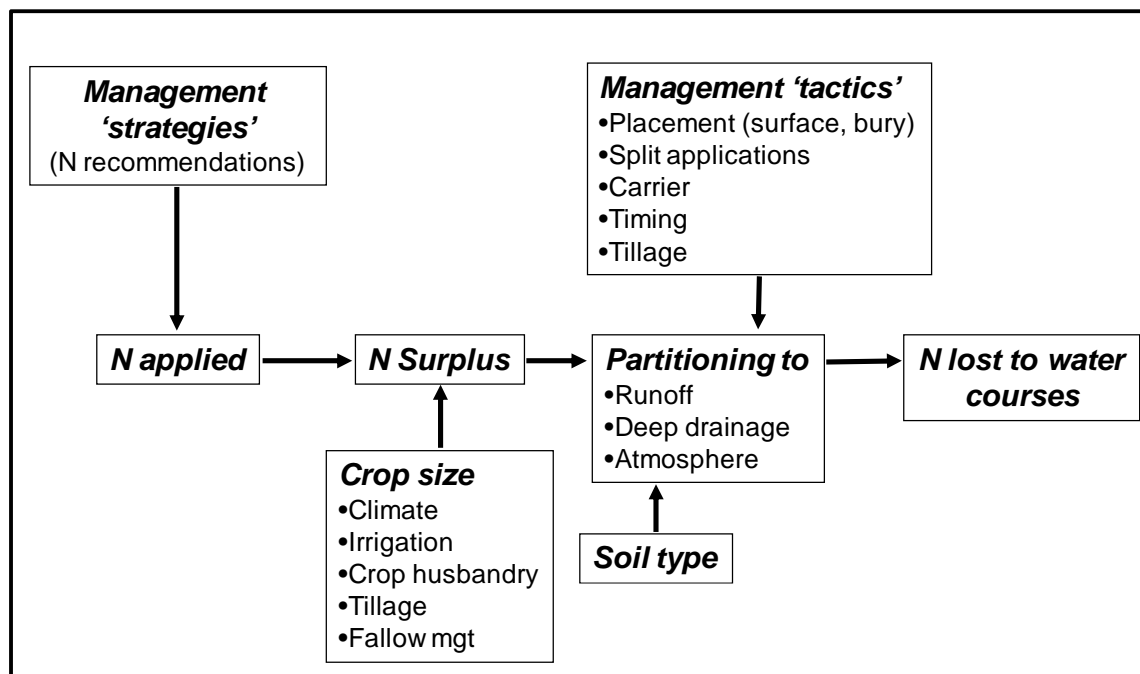 Management
‘strategies’
(N recommendations)
Management ‘tactics’
•Placement (surface, bury)
•Split applications
•Carrier
•Timing
•Tillage
N applied
N Surplus
Partitioning to
•Runoff
•Deep drainage
•Atmosphere
N lost to water
courses
Crop size
•Climate
•Irrigation
•Crop husbandry
•Tillage
•Fallow mgt
Soil type